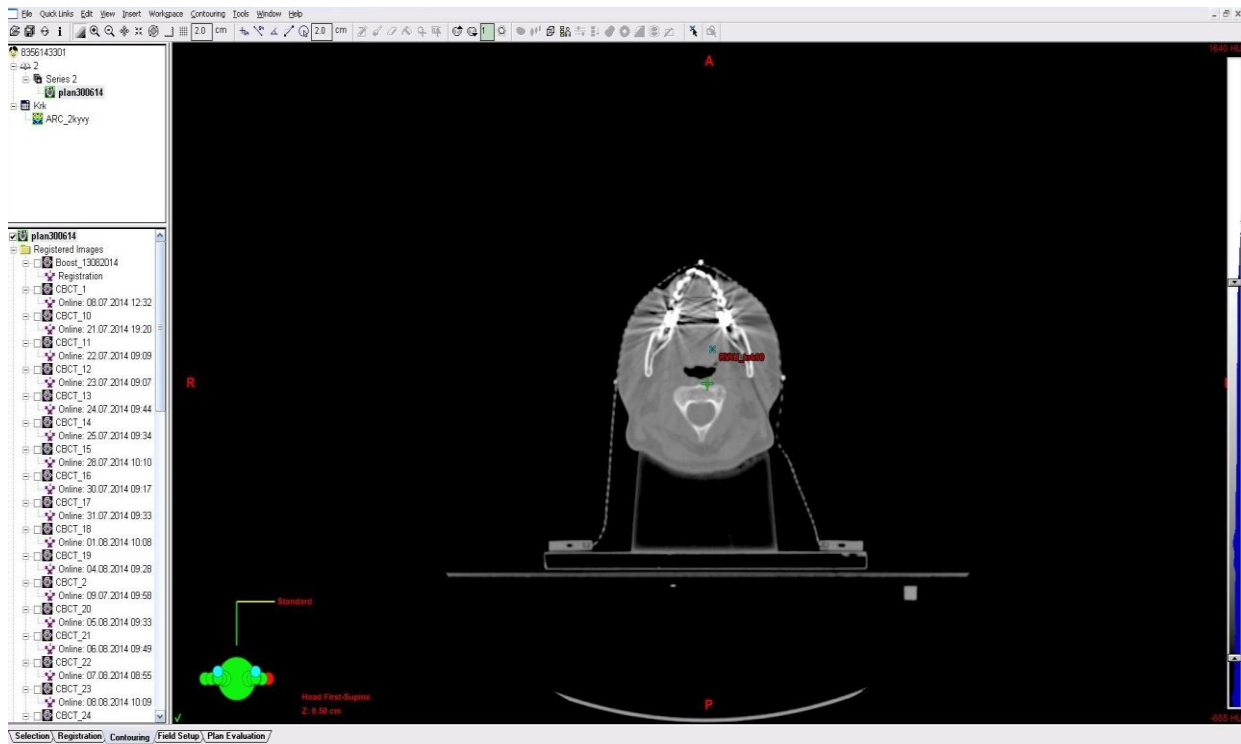 File Quick Links Edit View Insert Workspace Contouring Tools Window Help
2.0 cm 2.0 cm 1
8356143301
2
Series 2
plan300614
Krk
ARC_2kyvy
plan300614
Registered Images
Boost_13082014
Registration
CBCT_1
Online: 08.07.2014 12:32
CBCT_10
Online: 21.07.2014 19:20
CBCT_11
Online: 22.07.2014 09:09
CBCT_12
Online: 23.07.2014 09:07
CBCT_13
Online: 24.07.2014 09:44
CBCT_14
Online: 25.07.2014 09:34
CBCT_15
Online: 28.07.2014 10:10
CBCT_16
Online: 30.07.2014 09:17
CBCT_17
Online: 31.07.2014 09:33
CBCT_18
Online: 01.08.2014 10:08
CBCT_19
Online: 04.08.2014 09:28
CBCT_2
Online: 09.07.2014 09:58
CBCT_20
Online: 05.08.2014 09:33
CBCT_21
Online: 06.08.2014 09:49
CBCT_22
Online: 07.08.2014 08:55
CBCT_23
Online: 08.08.2014 10:09
CBCT_24
1640 HU
A
R
Standard
Head First-Supine
Z: 8.50 cm
P
-655 HU
Selection Registration Contouring Field Setup Plan Evaluation